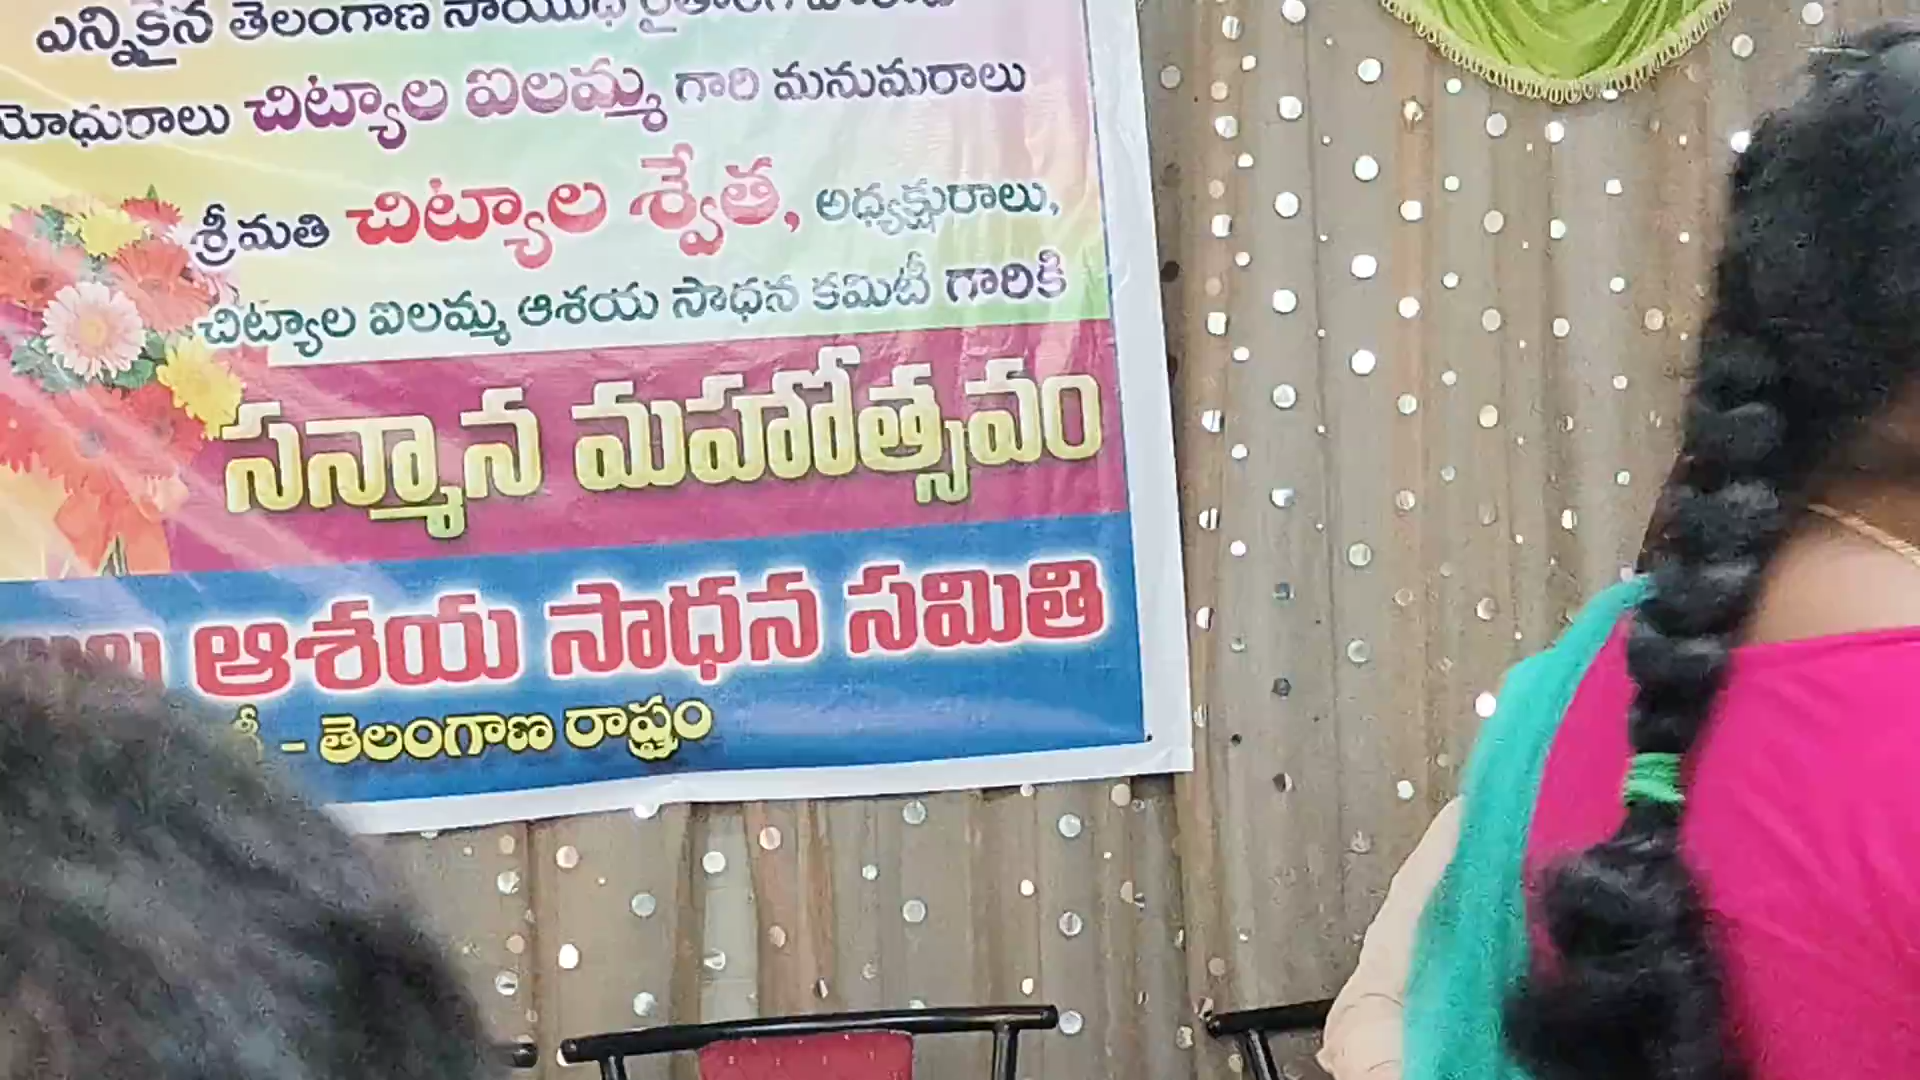 ఎన్నికైన తెలంగాణ సాయుధ
యోధురాలు చిట్యాల ఐలమ్మ గారి మనుమరాలు
శ్రీమతి చిట్యాల శ్వేత, అధ్యక్షురాలు,
చిట్యాల ఐలమ్మ ఆశయ సాధన కమిటీ గారికి
సన్మాన మహోత్సవం
ఆశయ సాధన సమితి
– తెలంగాణ రాష్ట్రం